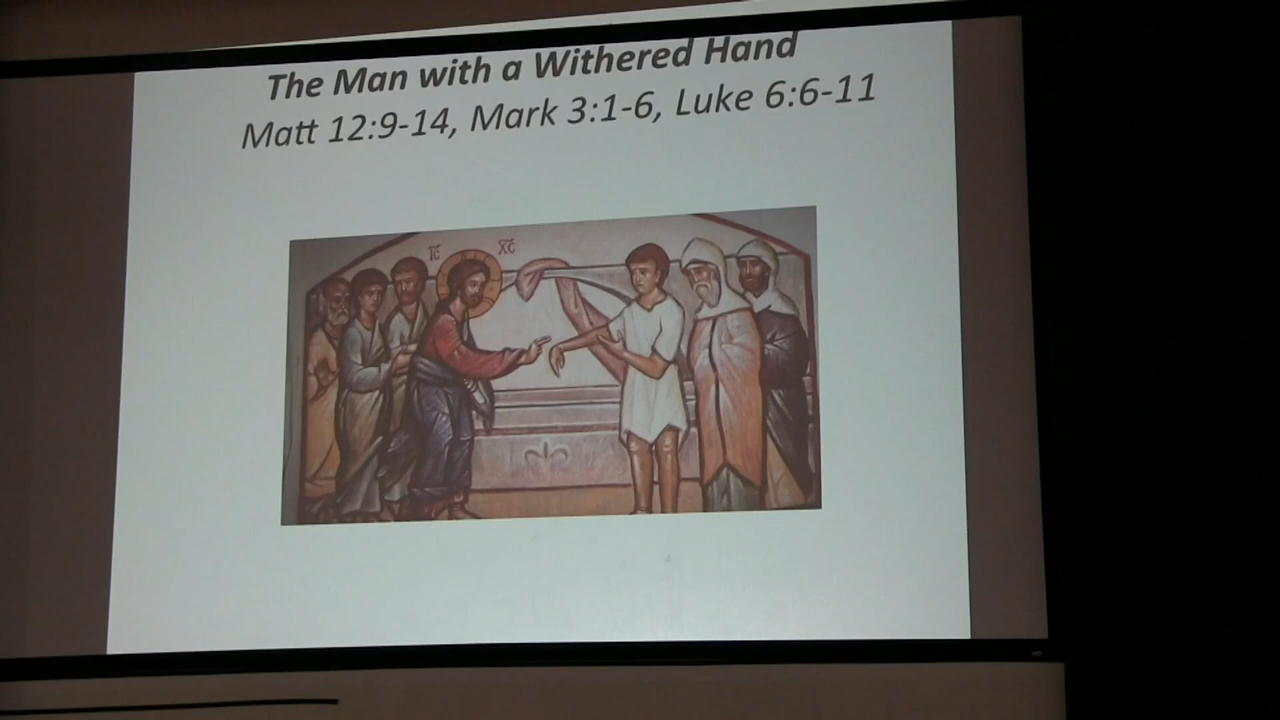 The Man with a Withered Hand
Matt 12:9-14, Mark 3:1-6, Luke 6:6-11
IC XC